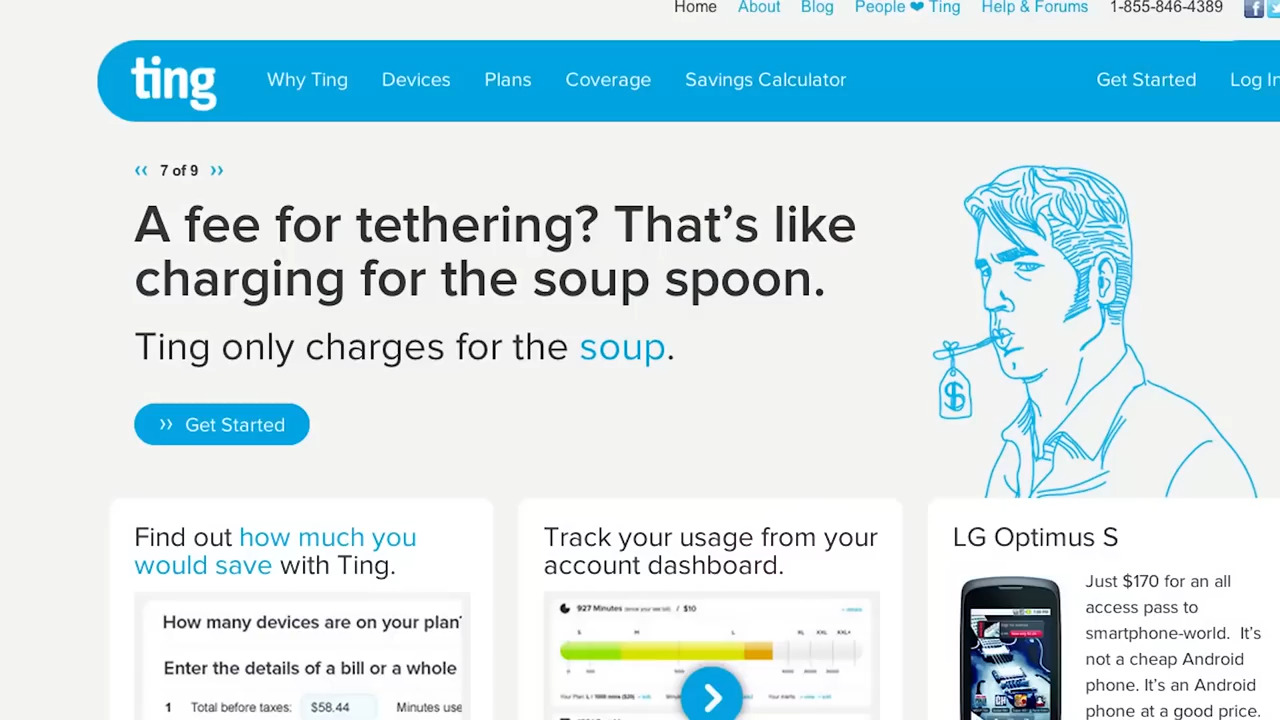 Home About Blog People ❤ Ting Help & Forums 1-855-846-4389
ting Why Ting Devices Plans Coverage Savings Calculator Get Started Log In
‹‹ 7 of 9 ››
A fee for tethering? That’s like
charging for the soup spoon.
Ting only charges for the soup.
$
›› Get Started
Find out how much you
would save with Ting.
How many devices are on your plan
Enter the details of a bill or a whole
1 Total before taxes: $58.44 Minutes use
Track your usage from your
account dashboard.
927 Minutes / $10
S M L XL XXL XXL+
LG Optimus S
Just $170 for an all
access pass to
smartphone-world. It’s
not a cheap Android
phone. It’s an Android
phone at a good price.